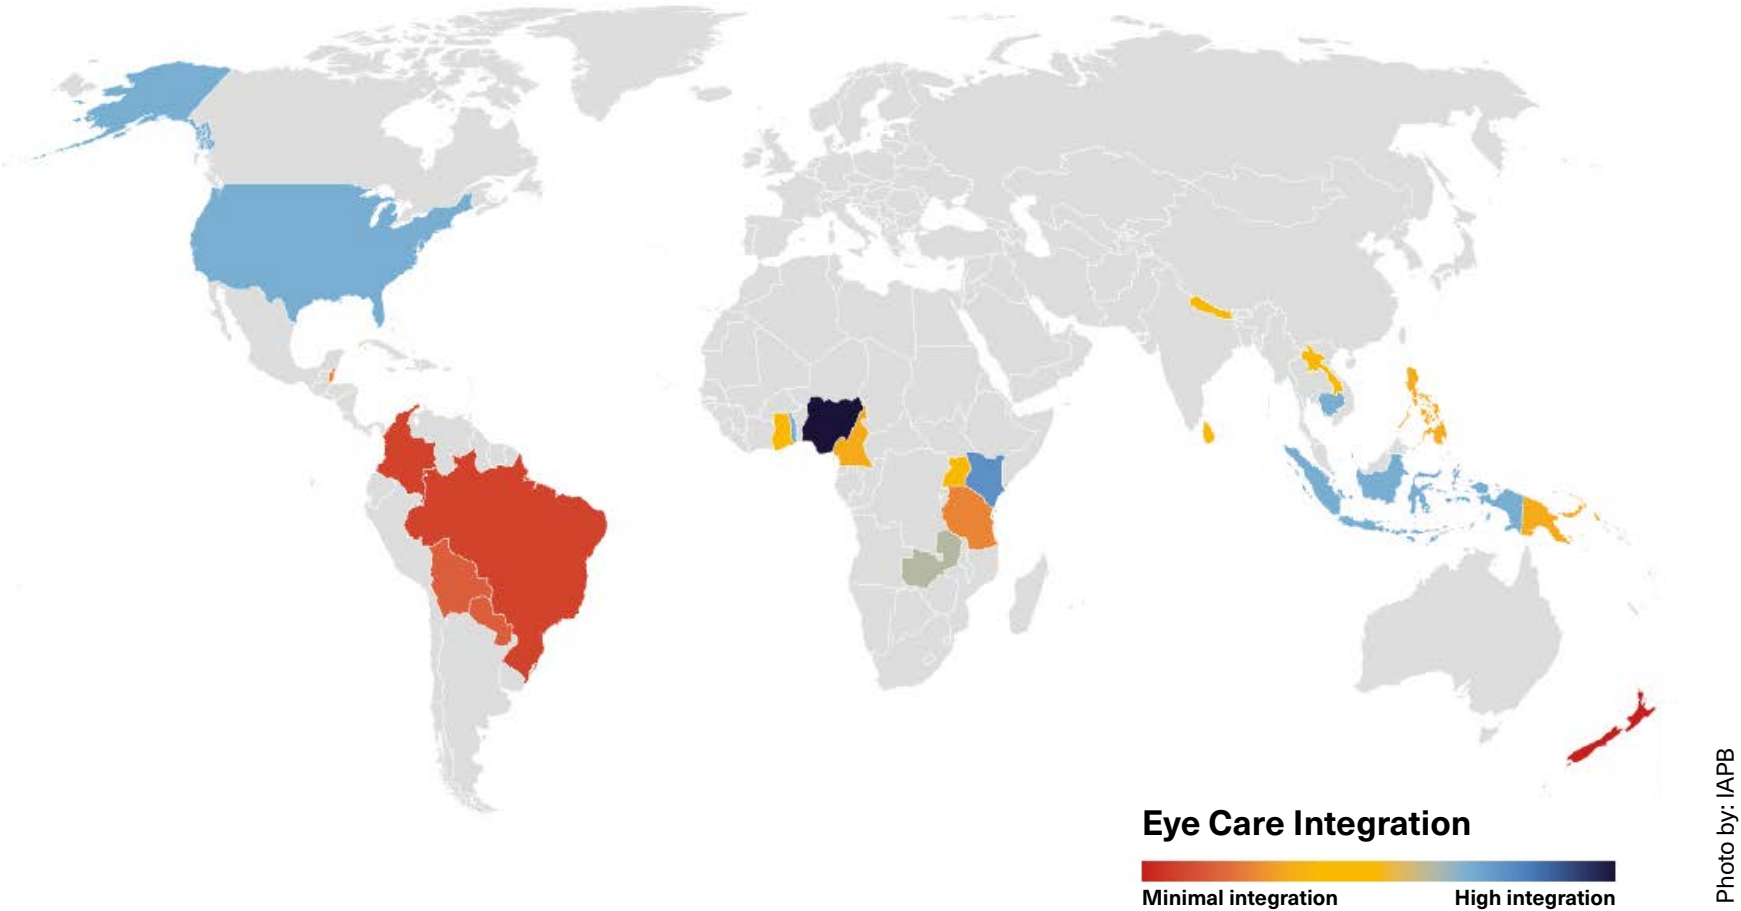 Eye Care Integration
Minimal integration
High integration
Photo by: IAPB